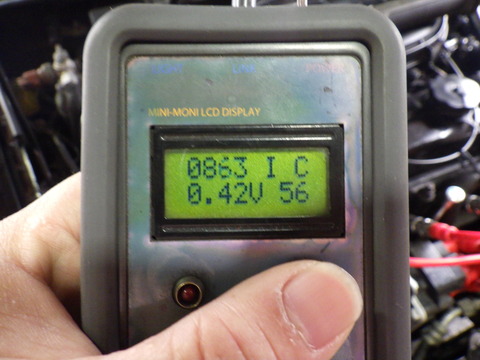 MINI-MONI LCD DISPLAY
0863 I C
0.42V 56